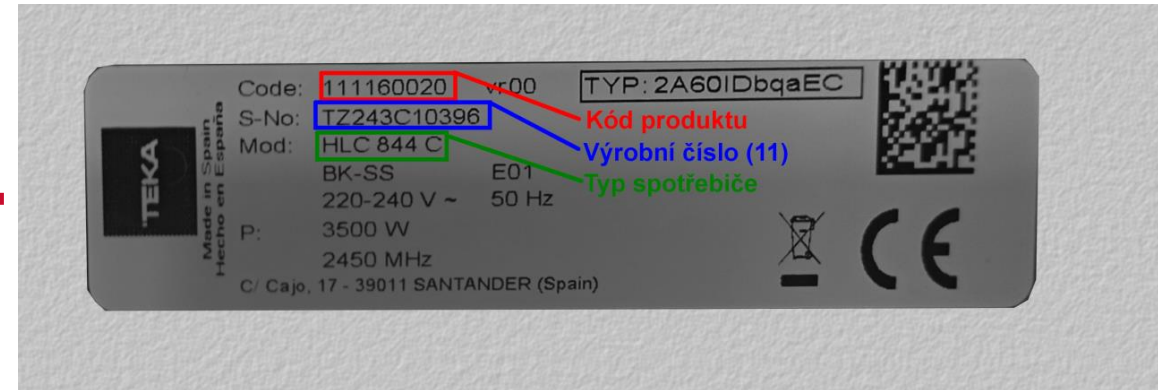 Code: 111160020 vr00 TYP: 2A60IDbqaEC
S-No: TZ243C10396
Mod: HLC 844 C
BK-SS E01
220-240 V ~ 50 Hz
P: 3500 W
2450 MHz
C/ Cajo, 17 - 39011 SANTANDER (Spain)
TEKA
Made in Spain
Hecho en España
Kód produktu
Výrobní číslo (11)
Typ spotřebiče
CE